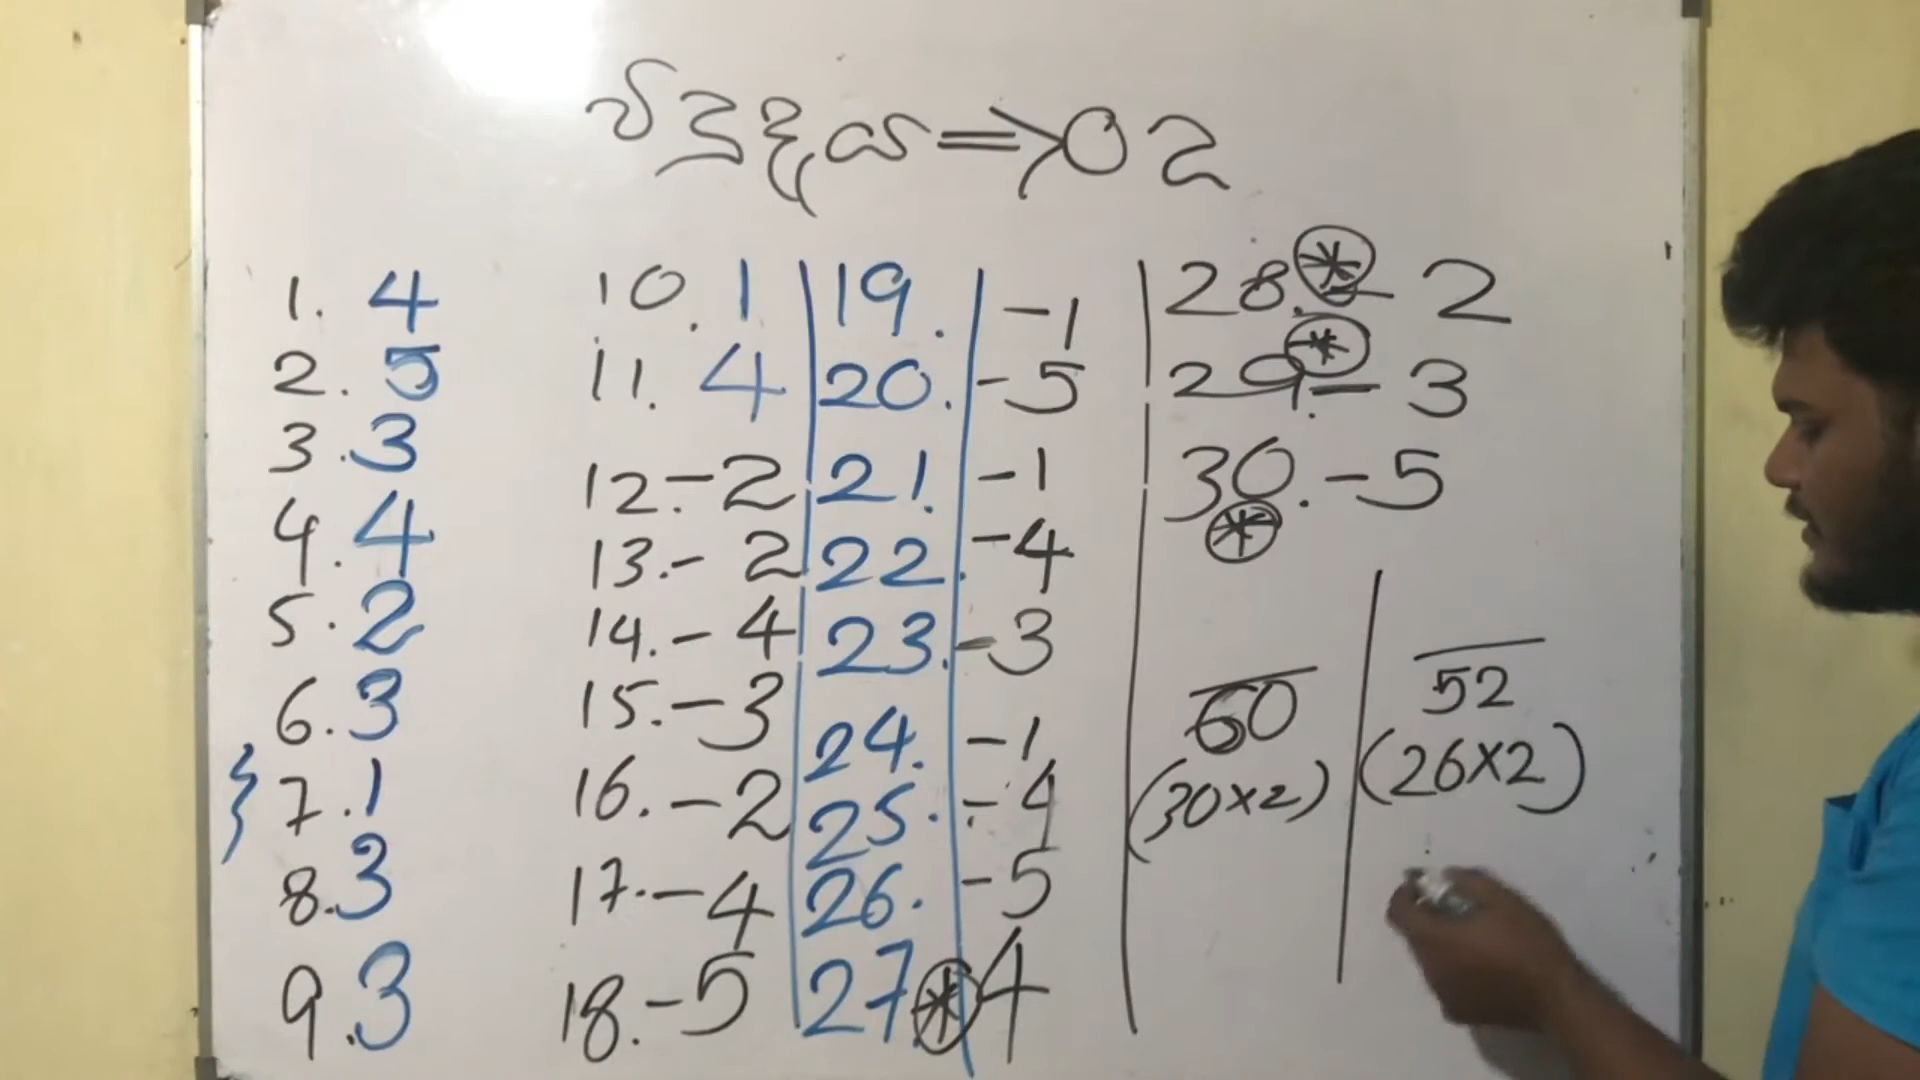 විද්‍යාව => 02
1. 4
2. 5
3. 3
4. 4
5. 2
6. 3
7. 1
8. 3
9. 3
10. 1
11. 4
12. - 2
13. - 2
14. - 4
15. - 3
16. - 2
17. - 4
18. - 5
19. - 1
20. - 5
21. - 1
22. - 4
23. - 3
24. - 1
25. - 4
26. - 5
27. * 4
28. * - 2
29. * - 3
30. - 5
*
60
(30×2)
52
(26×2)